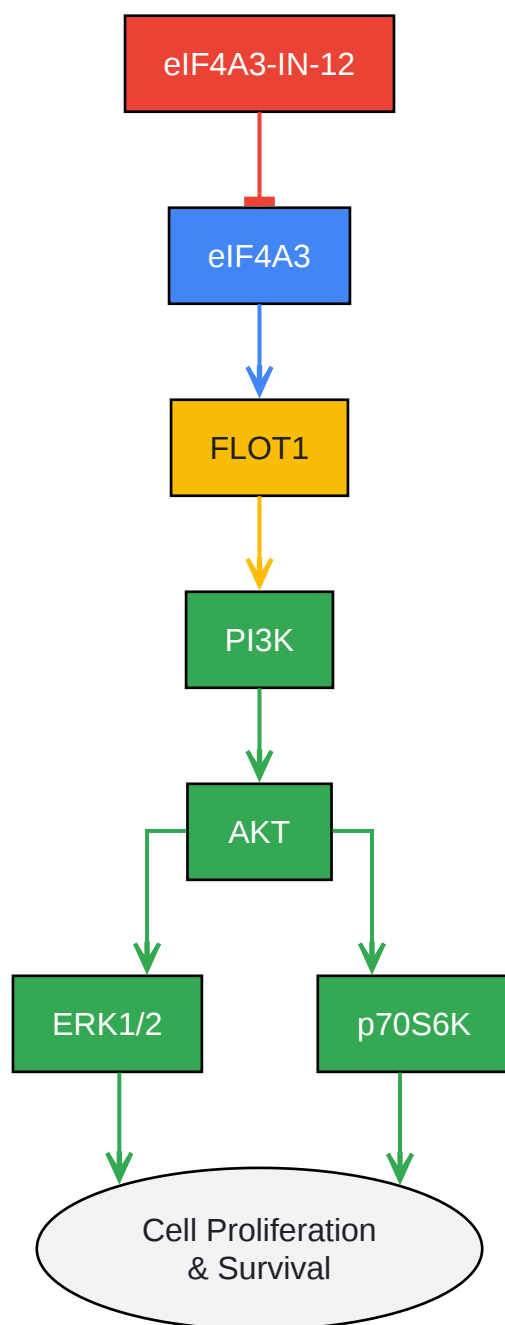 eIF4A3-IN-12
eIF4A3
FLOT1
PI3K
AKT
ERK1/2
p70S6K
Cell Proliferation
& Survival